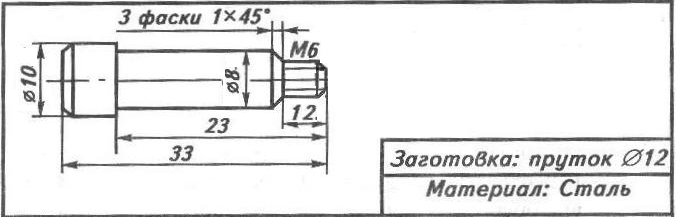 3 фаски 1×45°
М6
⌀10
⌀8
12
23
33
Заготовка: пруток ∅12
Материал: Сталь